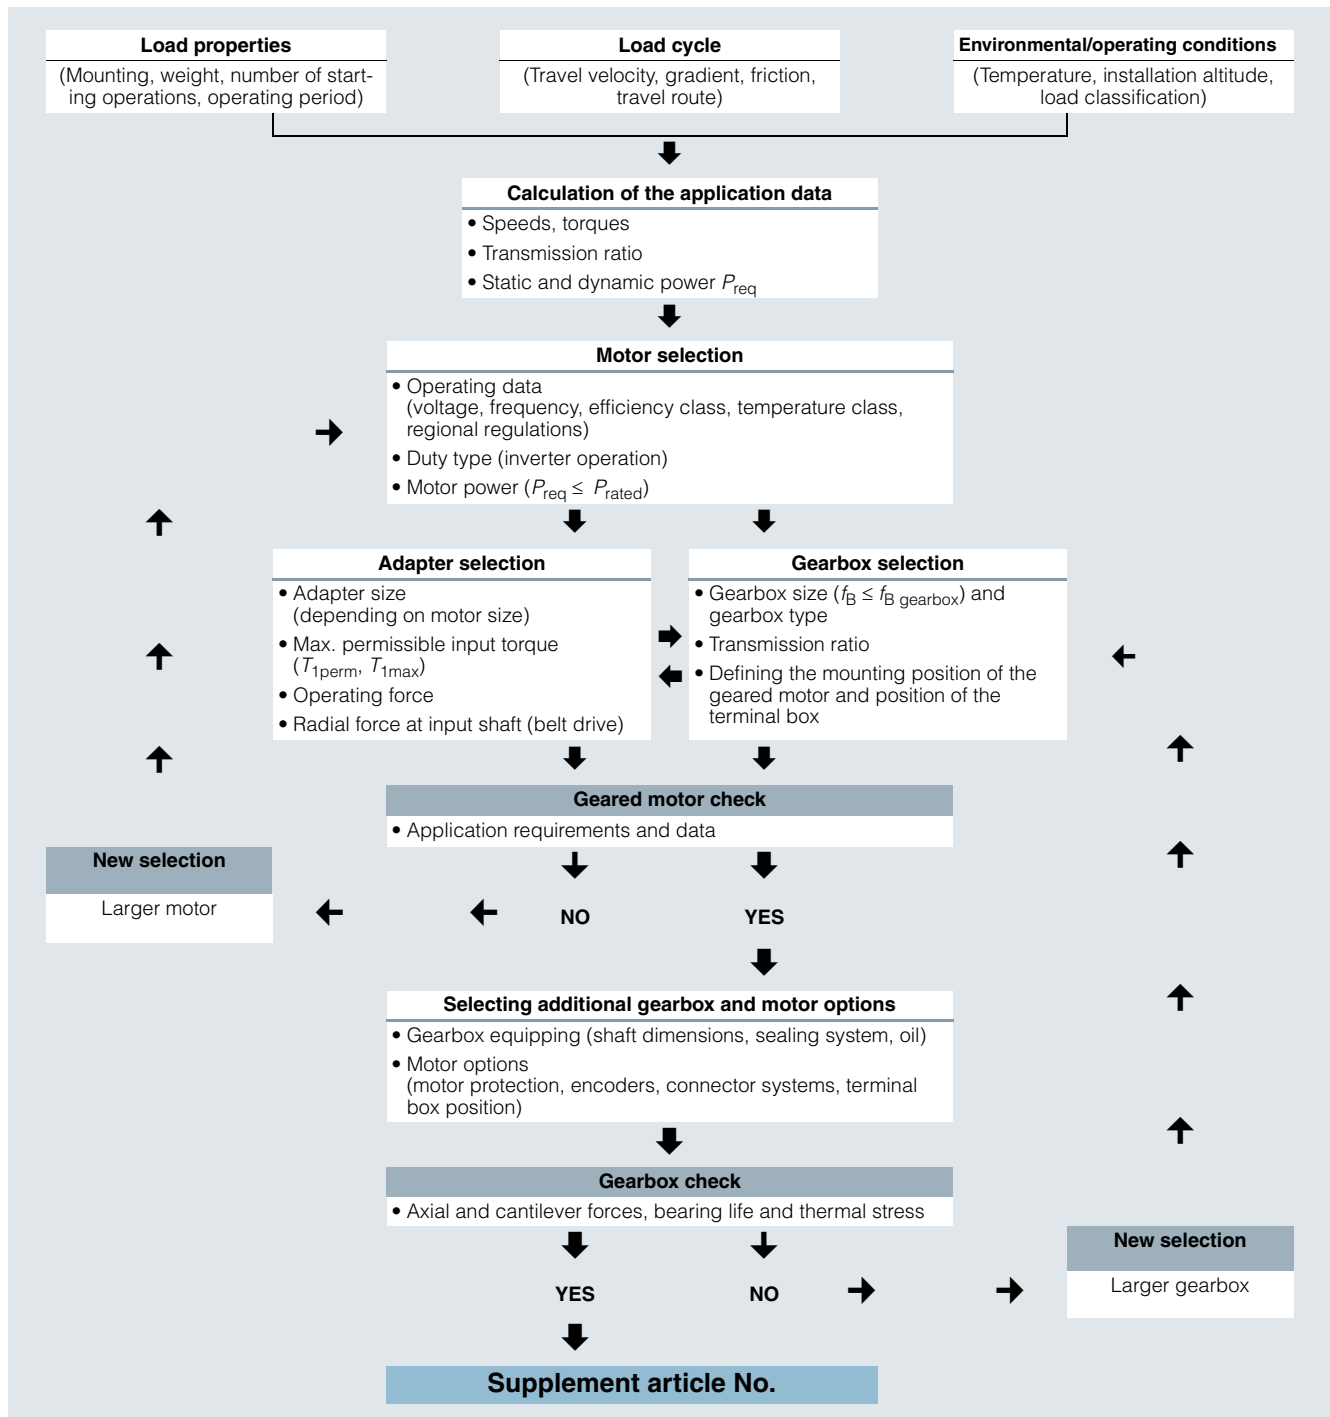 Load properties
(Mounting, weight, number of start-
ing operations, operating period)
Load cycle
(Travel velocity, gradient, friction,
travel route)
Environmental/operating conditions
(Temperature, installation altitude,
load classification)
Calculation of the application data
• Speeds, torques
• Transmission ratio
• Static and dynamic power Preq
Motor selection
• Operating data
(voltage, frequency, efficiency class, temperature class,
regional regulations)
• Duty type (inverter operation)
• Motor power (Preq ≤ Prated)
Adapter selection
• Adapter size
(depending on motor size)
• Max. permissible input torque
(T1perm, T1max)
• Operating force
• Radial force at input shaft (belt drive)
Gearbox selection
• Gearbox size (fB ≤ fB gearbox) and
gearbox type
• Transmission ratio
• Defining the mounting position of the
geared motor and position of the
terminal box
Geared motor check
• Application requirements and data
New selection
Larger motor
NO
YES
Selecting additional gearbox and motor options
• Gearbox equipping (shaft dimensions, sealing system, oil)
• Motor options
(motor protection, encoders, connector systems, terminal
box position)
Gearbox check
• Axial and cantilever forces, bearing life and thermal stress
YES
NO
New selection
Larger gearbox
Supplement article No.